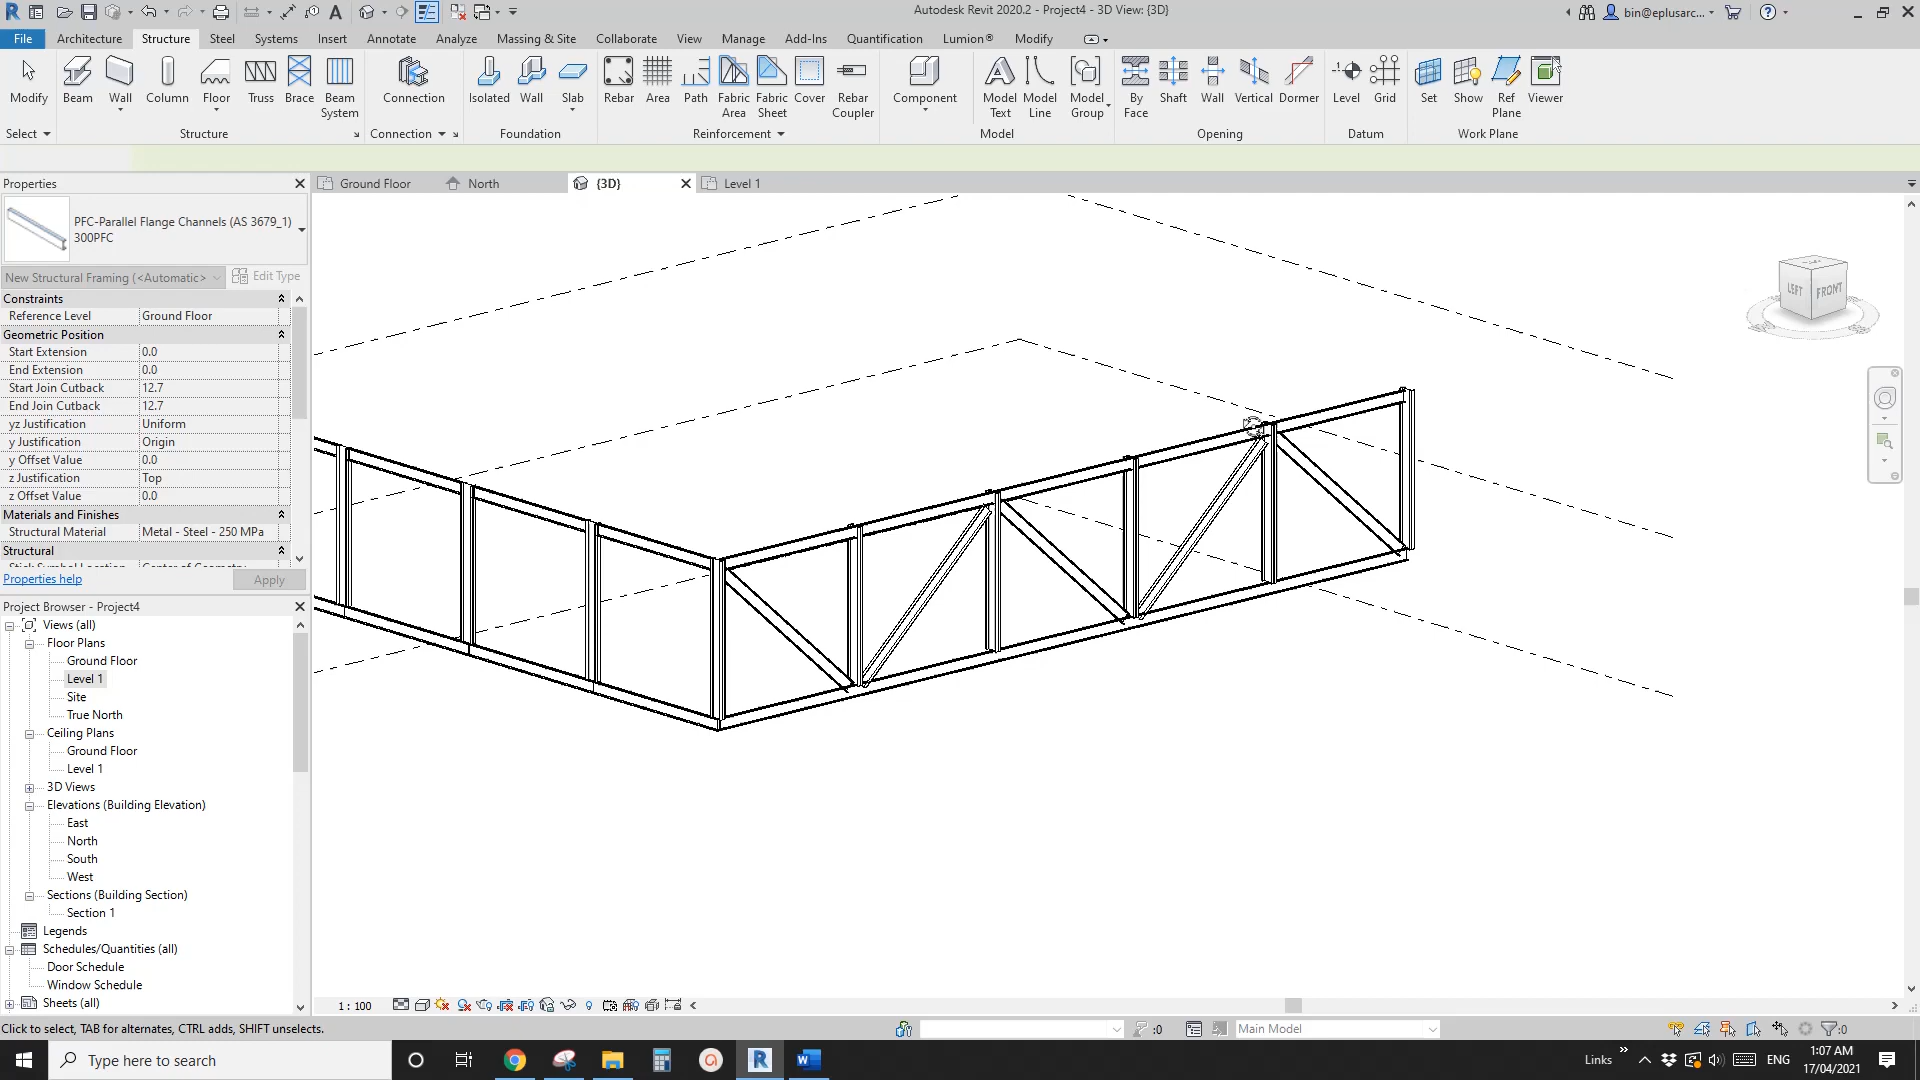 Autodesk Revit 2020.2 - Project4 - 3D View: {3D}
bin@eplusarc...
File Architecture Structure Steel Systems Insert Annotate Analyze Massing & Site Collaborate View Manage Add-Ins Quantification Lumion® Modify
Modify Beam Wall Column Floor Truss Brace Beam System Connection Isolated Wall Slab Rebar Area Path Fabric Area Fabric Sheet Cover Rebar Coupler Component Model Text Model Line Model Group By Face Shaft Wall Vertical Dormer Level Grid Set Show Ref Plane Viewer
Select Structure Connection Foundation Reinforcement Model Opening Datum Work Plane
Properties
Ground Floor North {3D} Level 1
PFC-Parallel Flange Channels (AS 3679_1)
300PFC
New Structural Framing (<Automatic> Edit Type
Constraints
Reference Level Ground Floor
Geometric Position
Start Extension 0.0
End Extension 0.0
Start Join Cutback 12.7
End Join Cutback 12.7
yz Justification Uniform
y Justification Origin
y Offset Value 0.0
z Justification Top
z Offset Value 0.0
Materials and Finishes
Structural Material Metal - Steel - 250 MPa
Structural
Properties help Apply
LEFT FRONT
Project Browser - Project4
Views (all)
Floor Plans
Ground Floor
Level 1
Site
True North
Ceiling Plans
Ground Floor
Level 1
3D Views
Elevations (Building Elevation)
East
North
South
West
Sections (Building Section)
Section 1
Legends
Schedules/Quantities (all)
Door Schedule
Window Schedule
Sheets (all)
1 : 100
Click to select, TAB for alternates, CTRL adds, SHIFT unselects.
:0
Main Model
:0
Type here to search
Links
ENG
1:07 AM
17/04/2021